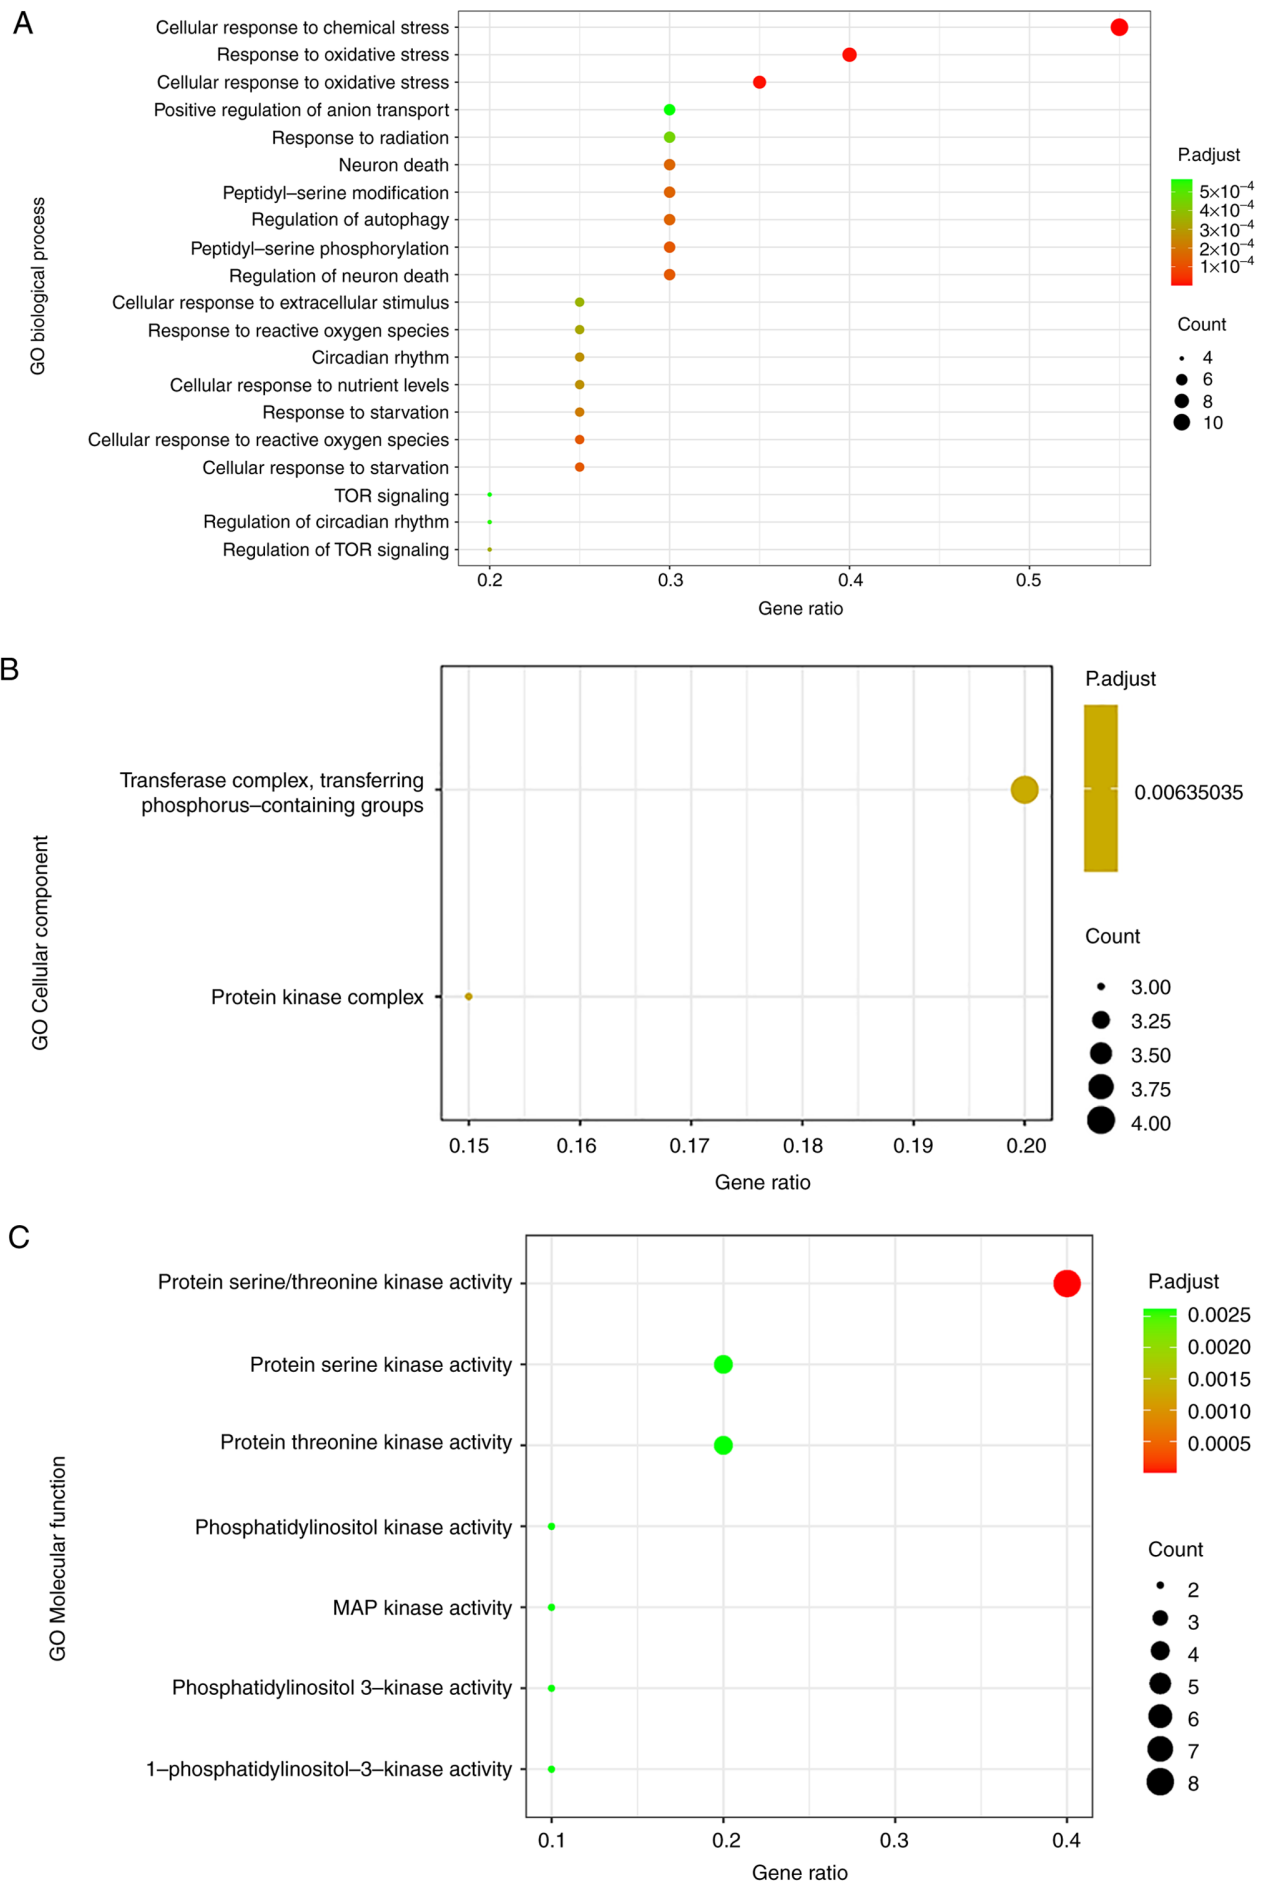 A
Cellular response to chemical stress
Response to oxidative stress
Cellular response to oxidative stress
Positive regulation of anion transport
Response to radiation
Neuron death
Peptidyl–serine modification
Regulation of autophagy
Peptidyl–serine phosphorylation
Regulation of neuron death
Cellular response to extracellular stimulus
Response to reactive oxygen species
Circadian rhythm
Cellular response to nutrient levels
Response to starvation
Cellular response to reactive oxygen species
Cellular response to starvation
TOR signaling
Regulation of circadian rhythm
Regulation of TOR signaling
GO biological process
0.2 0.3 0.4 0.5
Gene ratio
P.adjust
5×10⁻⁴
4×10⁻⁴
3×10⁻⁴
2×10⁻⁴
1×10⁻⁴
Count
4
6
8
10
B
Transferase complex, transferring
phosphorus–containing groups
Protein kinase complex
GO Cellular component
0.15 0.16 0.17 0.18 0.19 0.20
Gene ratio
P.adjust
0.00635035
Count
3.00
3.25
3.50
3.75
4.00
C
Protein serine/threonine kinase activity
Protein serine kinase activity
Protein threonine kinase activity
Phosphatidylinositol kinase activity
MAP kinase activity
Phosphatidylinositol 3–kinase activity
1–phosphatidylinositol–3–kinase activity
GO Molecular function
0.1 0.2 0.3 0.4
Gene ratio
P.adjust
0.0025
0.0020
0.0015
0.0010
0.0005
Count
2
3
4
5
6
7
8